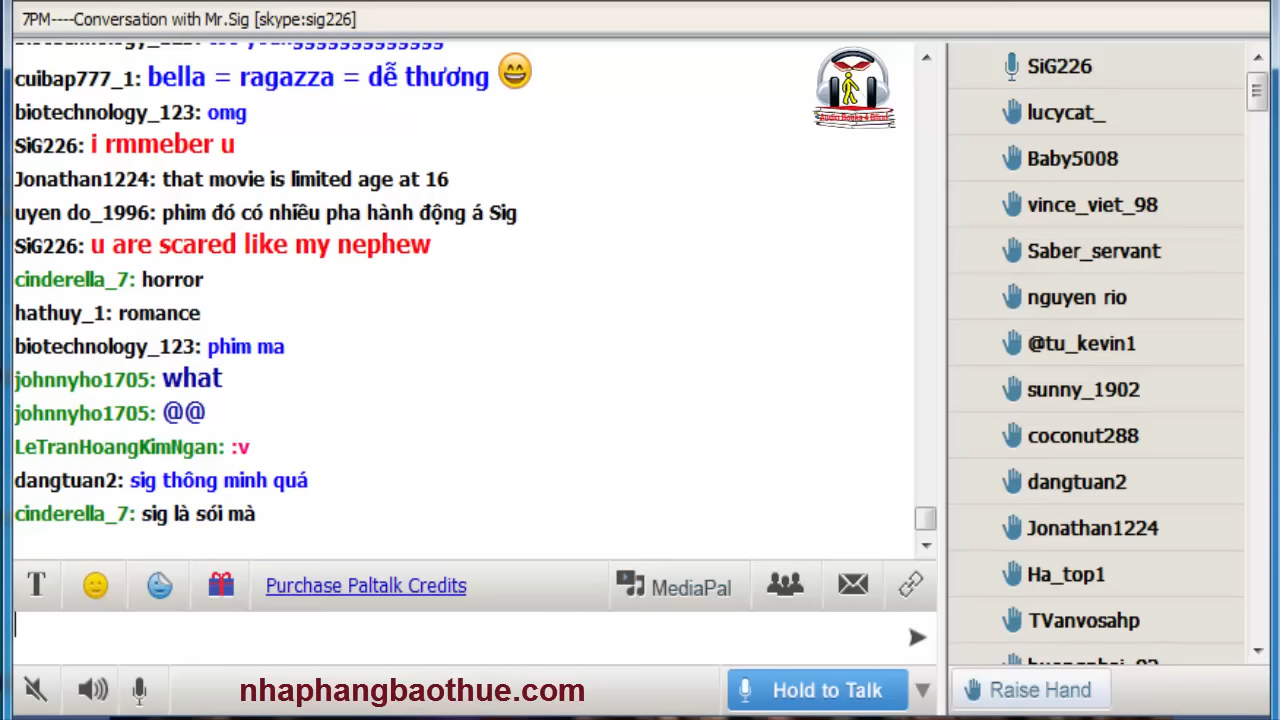 7PM----Conversation with Mr.Sig [skype:sig226]
cuibap777_1: bella = ragazza = dễ thương
biotechnology_123: omg
SiG226: i rmmeber u
Jonathan1224: that movie is limited age at 16
uyen do_1996: phim đó có nhiều pha hành động á Sig
SiG226: u are scared like my nephew
cinderella_7: horror
hathuy_1: romance
biotechnology_123: phim ma
johnnyho1705: what
johnnyho1705: @@
LeTranHoangKimNgan: :v
dangtuan2: sig thông minh quá
cinderella_7: sig là sói mà
Audio Books 4 Blind
T
Purchase Paltalk Credits
MediaPal
nhaphangbaothue.com
Hold to Talk
SiG226
lucycat_
Baby5008
vince_viet_98
Saber_servant
nguyen rio
@tu_kevin1
sunny_1902
coconut288
dangtuan2
Jonathan1224
Ha_top1
TVanvosahp
Raise Hand